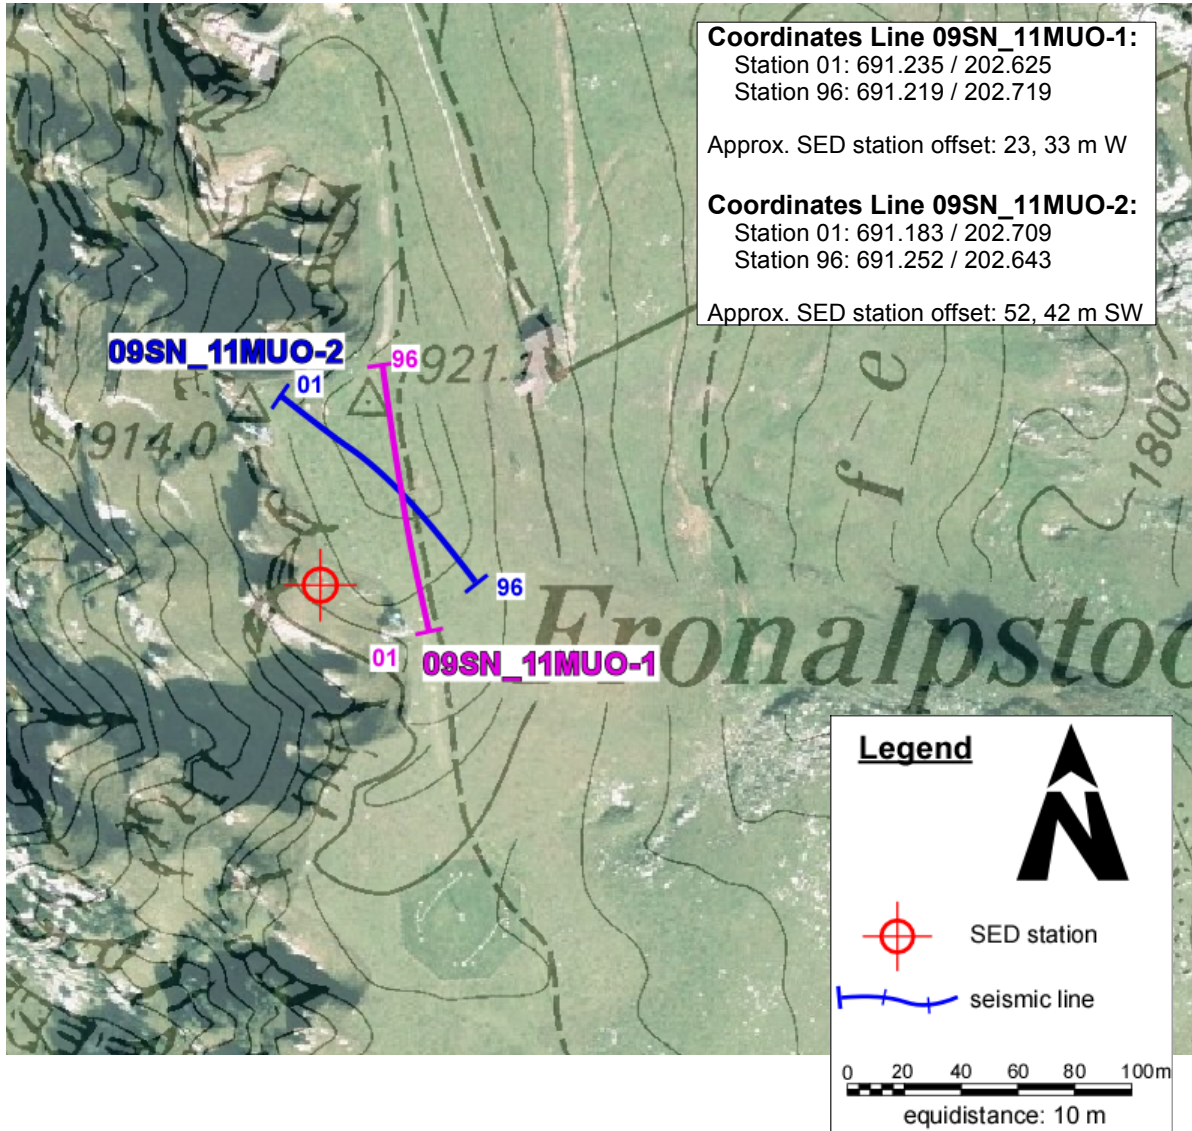 Coordinates Line 09SN_11MUO-1:
Station 01: 691.235 / 202.625
Station 96: 691.219 / 202.719
Approx. SED station offset: 23, 33 m W
Coordinates Line 09SN_11MUO-2:
Station 01: 691.183 / 202.709
Station 96: 691.252 / 202.643
Approx. SED station offset: 52, 42 m SW
09SN_11MUO-2
96
01
921.
1914.0
f-e
1800
96
01
09SN_11MUO-1
Fronalpstoc
Legend
N
SED station
seismic line
0 20 40 60 80 100m
equidistance: 10 m